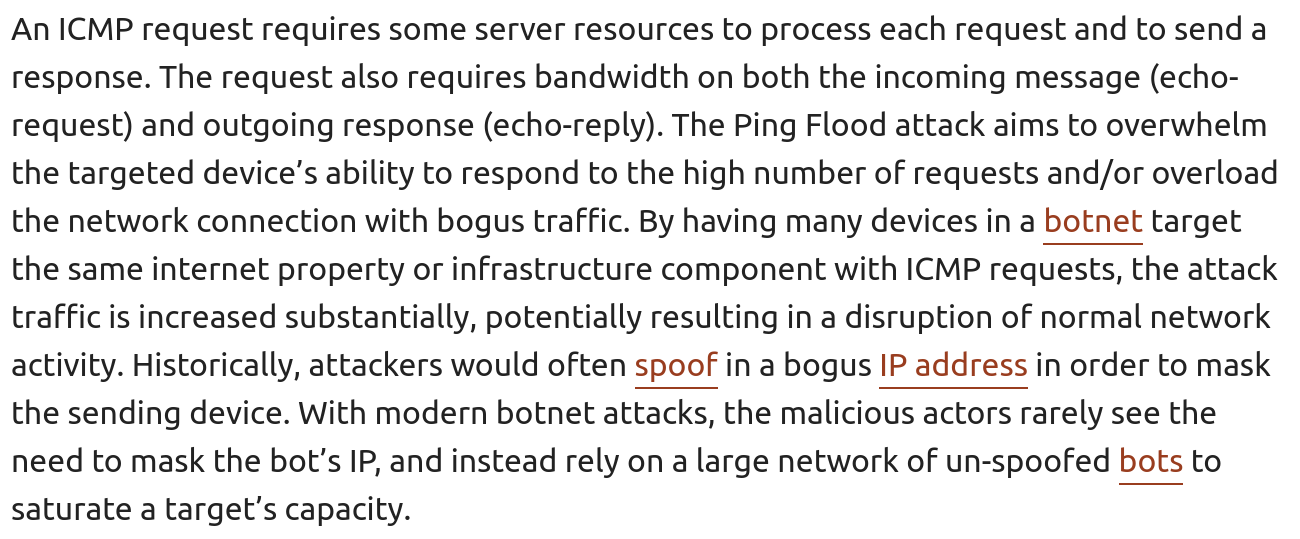 An ICMP request requires some server resources to process each request and to send a
response. The request also requires bandwidth on both the incoming message (echo-
request) and outgoing response (echo-reply). The Ping Flood attack aims to overwhelm
the targeted device’s ability to respond to the high number of requests and/or overload
the network connection with bogus traffic. By having many devices in a botnet target
the same internet property or infrastructure component with ICMP requests, the attack
traffic is increased substantially, potentially resulting in a disruption of normal network
activity. Historically, attackers would often spoof in a bogus IP address in order to mask
the sending device. With modern botnet attacks, the malicious actors rarely see the
need to mask the bot’s IP, and instead rely on a large network of un-spoofed bots to
saturate a target’s capacity.